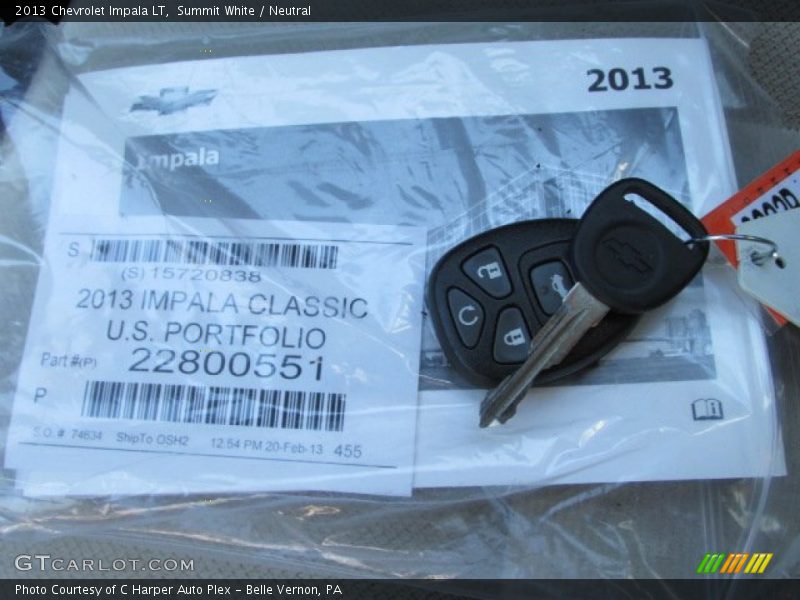 2013 Chevrolet Impala LT, Summit White / Neutral
2013
Impala
S
(S) 15720838
2013 IMPALA CLASSIC
U.S. PORTFOLIO
Part #(P) 22800551
P
S.O. # 74634 ShipTo OSH2 12:54 PM 20-Feb-13 455
GTCARLOT.COM
Photo Courtesy of C Harper Auto Plex - Belle Vernon, PA